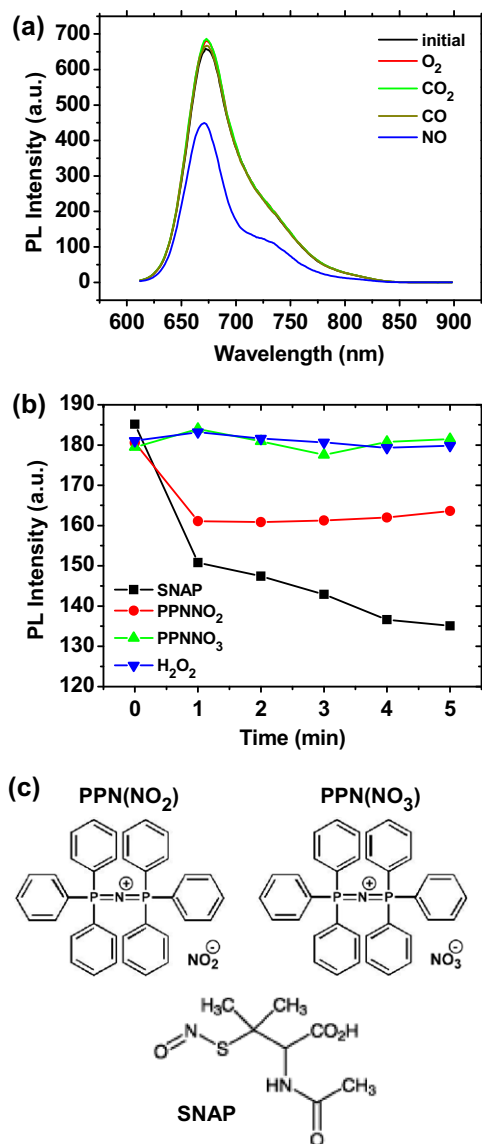 (a)
700
600
500
400
300
200
100
0
PL Intensity (a.u.)
initial
O2
CO2
CO
NO
600 650 700 750 800 850 900
Wavelength (nm)
(b)
190
180
170
160
150
140
130
120
PL Intensity (a.u.)
SNAP
PPNNO2
PPNNO3
H2O2
0 1 2 3 4 5
Time (min)
(c)
PPN(NO2)
PPN(NO3)
P=N=P
+
NO2 -
P=N=P
+
NO3 -
H3C CH3
N CO2H
O S
HN CH3
SNAP O